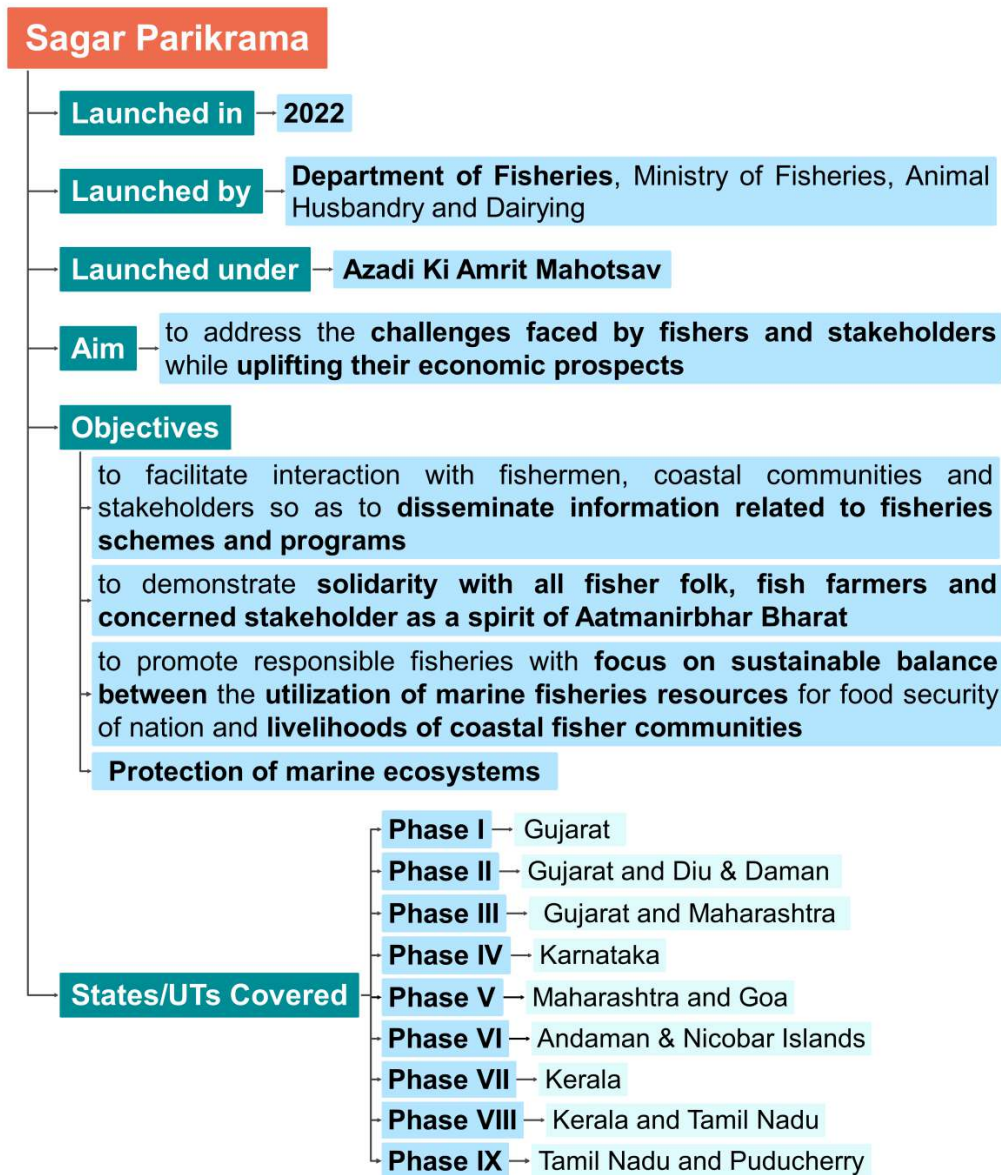 Sagar Parikrama
Launched in
2022
Launched by
Department of Fisheries, Ministry of Fisheries, Animal
Husbandry and Dairying
Launched under
Azadi Ki Amrit Mahotsav
Aim
to address the challenges faced by fishers and stakeholders
while uplifting their economic prospects
Objectives
to facilitate interaction with fishermen, coastal communities and
stakeholders so as to disseminate information related to fisheries
schemes and programs
to demonstrate solidarity with all fisher folk, fish farmers and
concerned stakeholder as a spirit of Aatmanirbhar Bharat
to promote responsible fisheries with focus on sustainable balance
between the utilization of marine fisheries resources for food security
of nation and livelihoods of coastal fisher communities
Protection of marine ecosystems
States/UTs Covered
Phase I
Gujarat
Phase II
Gujarat and Diu & Daman
Phase III
Gujarat and Maharashtra
Phase IV
Karnataka
Phase V
Maharashtra and Goa
Phase VI
Andaman & Nicobar Islands
Phase VII
Kerala
Phase VIII
Kerala and Tamil Nadu
Phase IX
Tamil Nadu and Puducherry